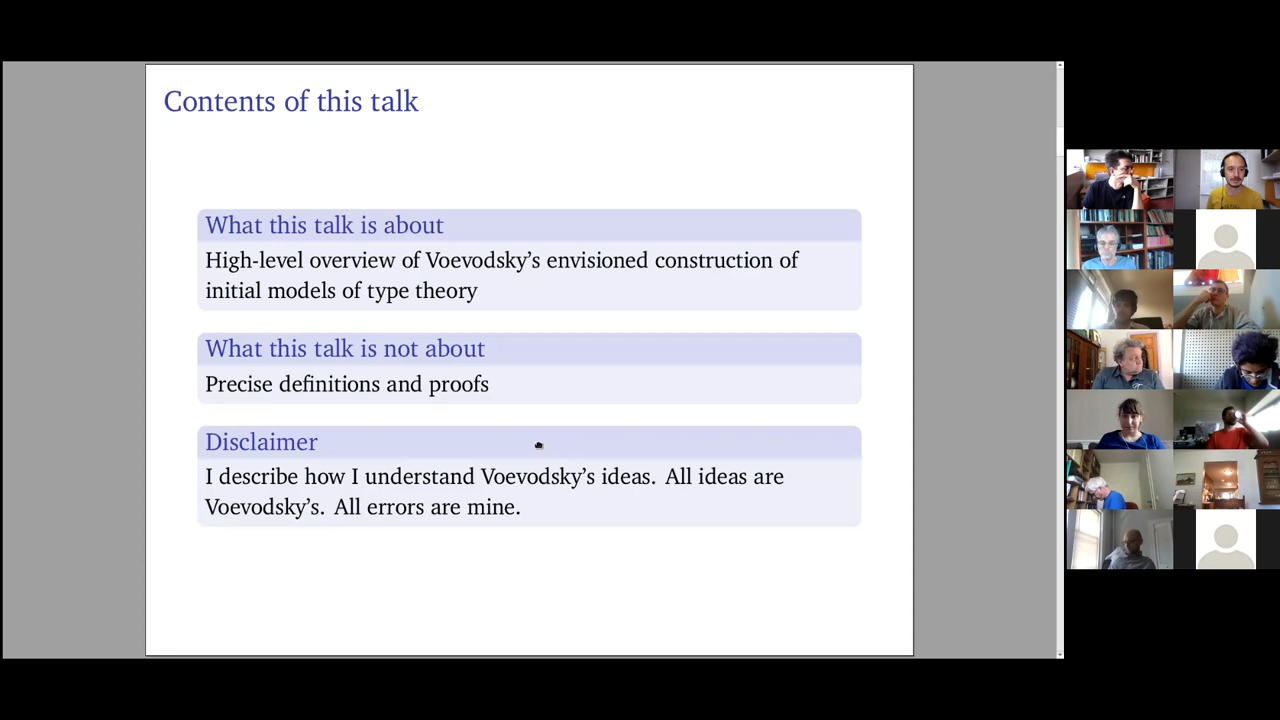 Contents of this talk
What this talk is about
High-level overview of Voevodsky's envisioned construction of
initial models of type theory
What this talk is not about
Precise definitions and proofs
Disclaimer
I describe how I understand Voevodsky's ideas. All ideas are
Voevodsky's. All errors are mine.